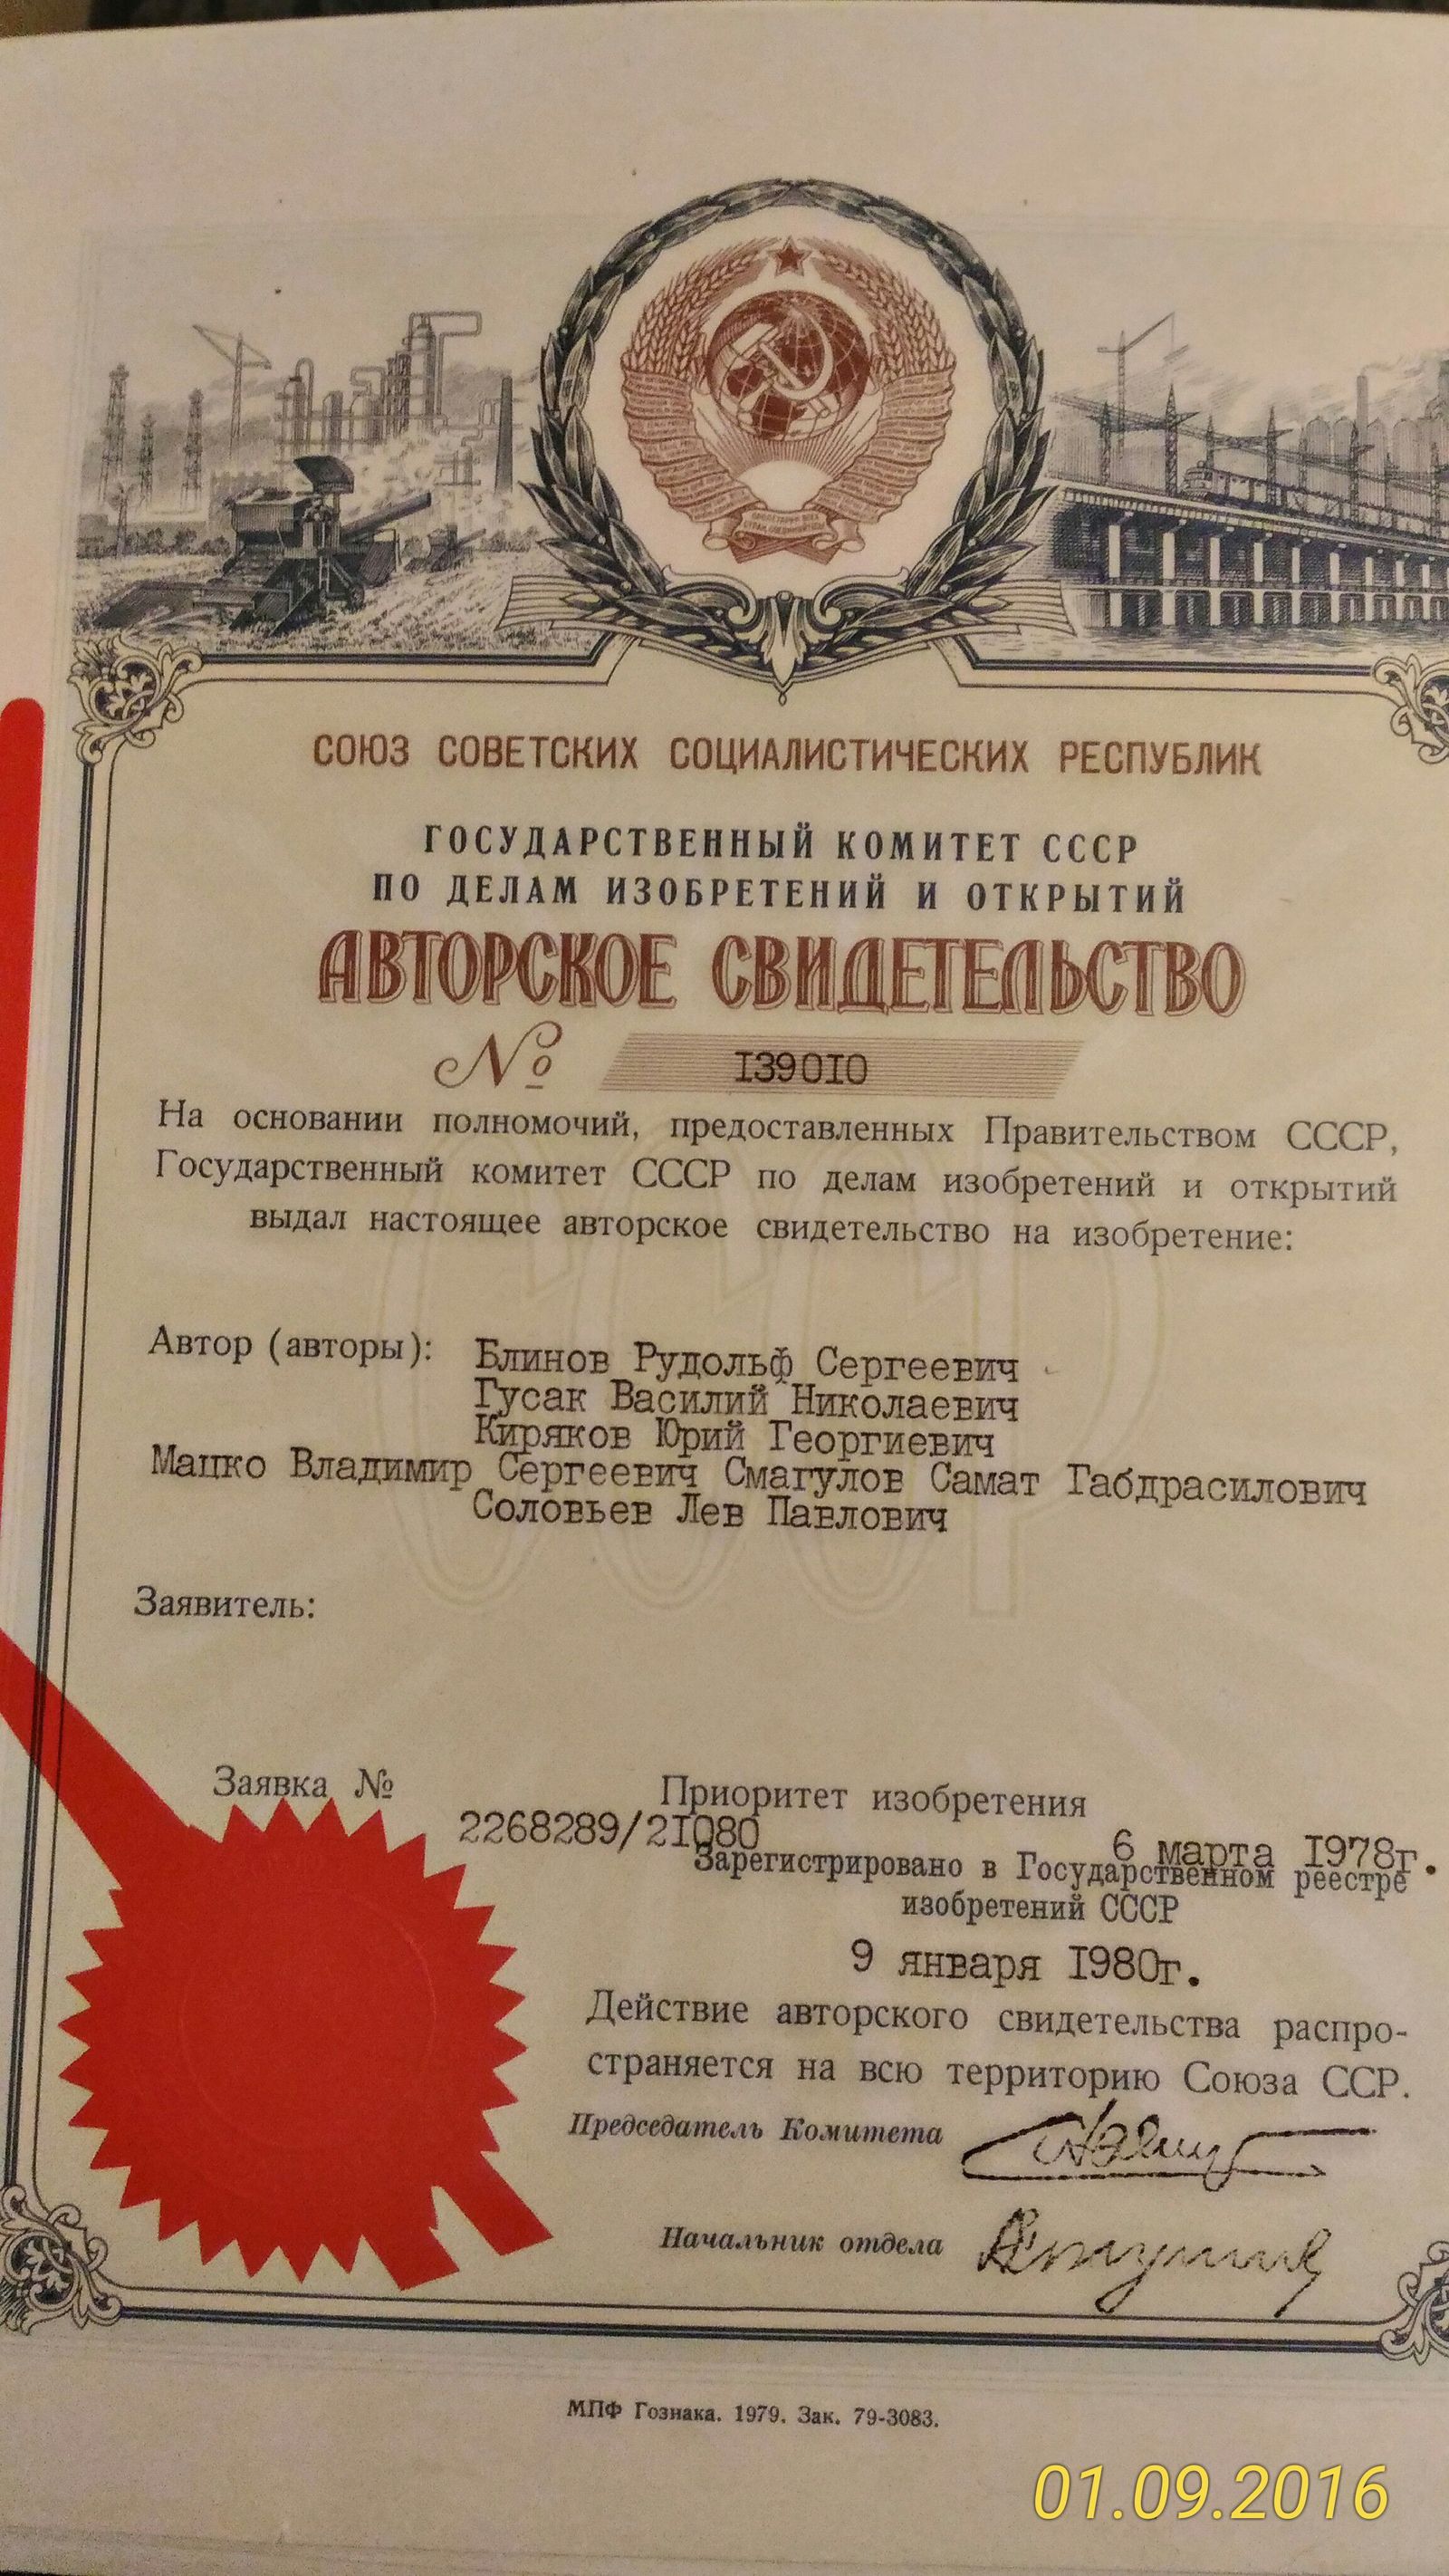 СОЮЗ СОВЕТСКИХ СОЦИАЛИСТИЧЕСКИХ РЕСПУБЛИК
ГОСУДАРСТВЕННЫЙ КОМИТЕТ СССР
ПО ДЕЛАМ ИЗОБРЕТЕНИЙ И ОТКРЫТИЙ
АВТОРСКОЕ СВИДЕТЕЛЬСТВО
№ I390I0
На основании полномочий, предоставленных Правительством СССР,
Государственный комитет СССР по делам изобретений и открытий
выдал настоящее авторское свидетельство на изобретение:
Автор (авторы): Блинов Рудольф Сергеевич
Гусак Василий Николаевич
Киряков Юрий Георгиевич
Мацко Владимир Сергеевич Смагулов Самат Габдрасилович
Соловьев Лев Павлович
Заявитель:
Заявка № Приоритет изобретения
2268289/2I080 6 марта I978г.
Зарегистрировано в Государственном реестре
изобретений СССР
9 января I980г.
Действие авторского свидетельства распро-
страняется на всю территорию Союза ССР.
Председатель Комитета
Начальник отдела
МПФ Гознака. 1979. Зак. 79-3083.
01.09.2016